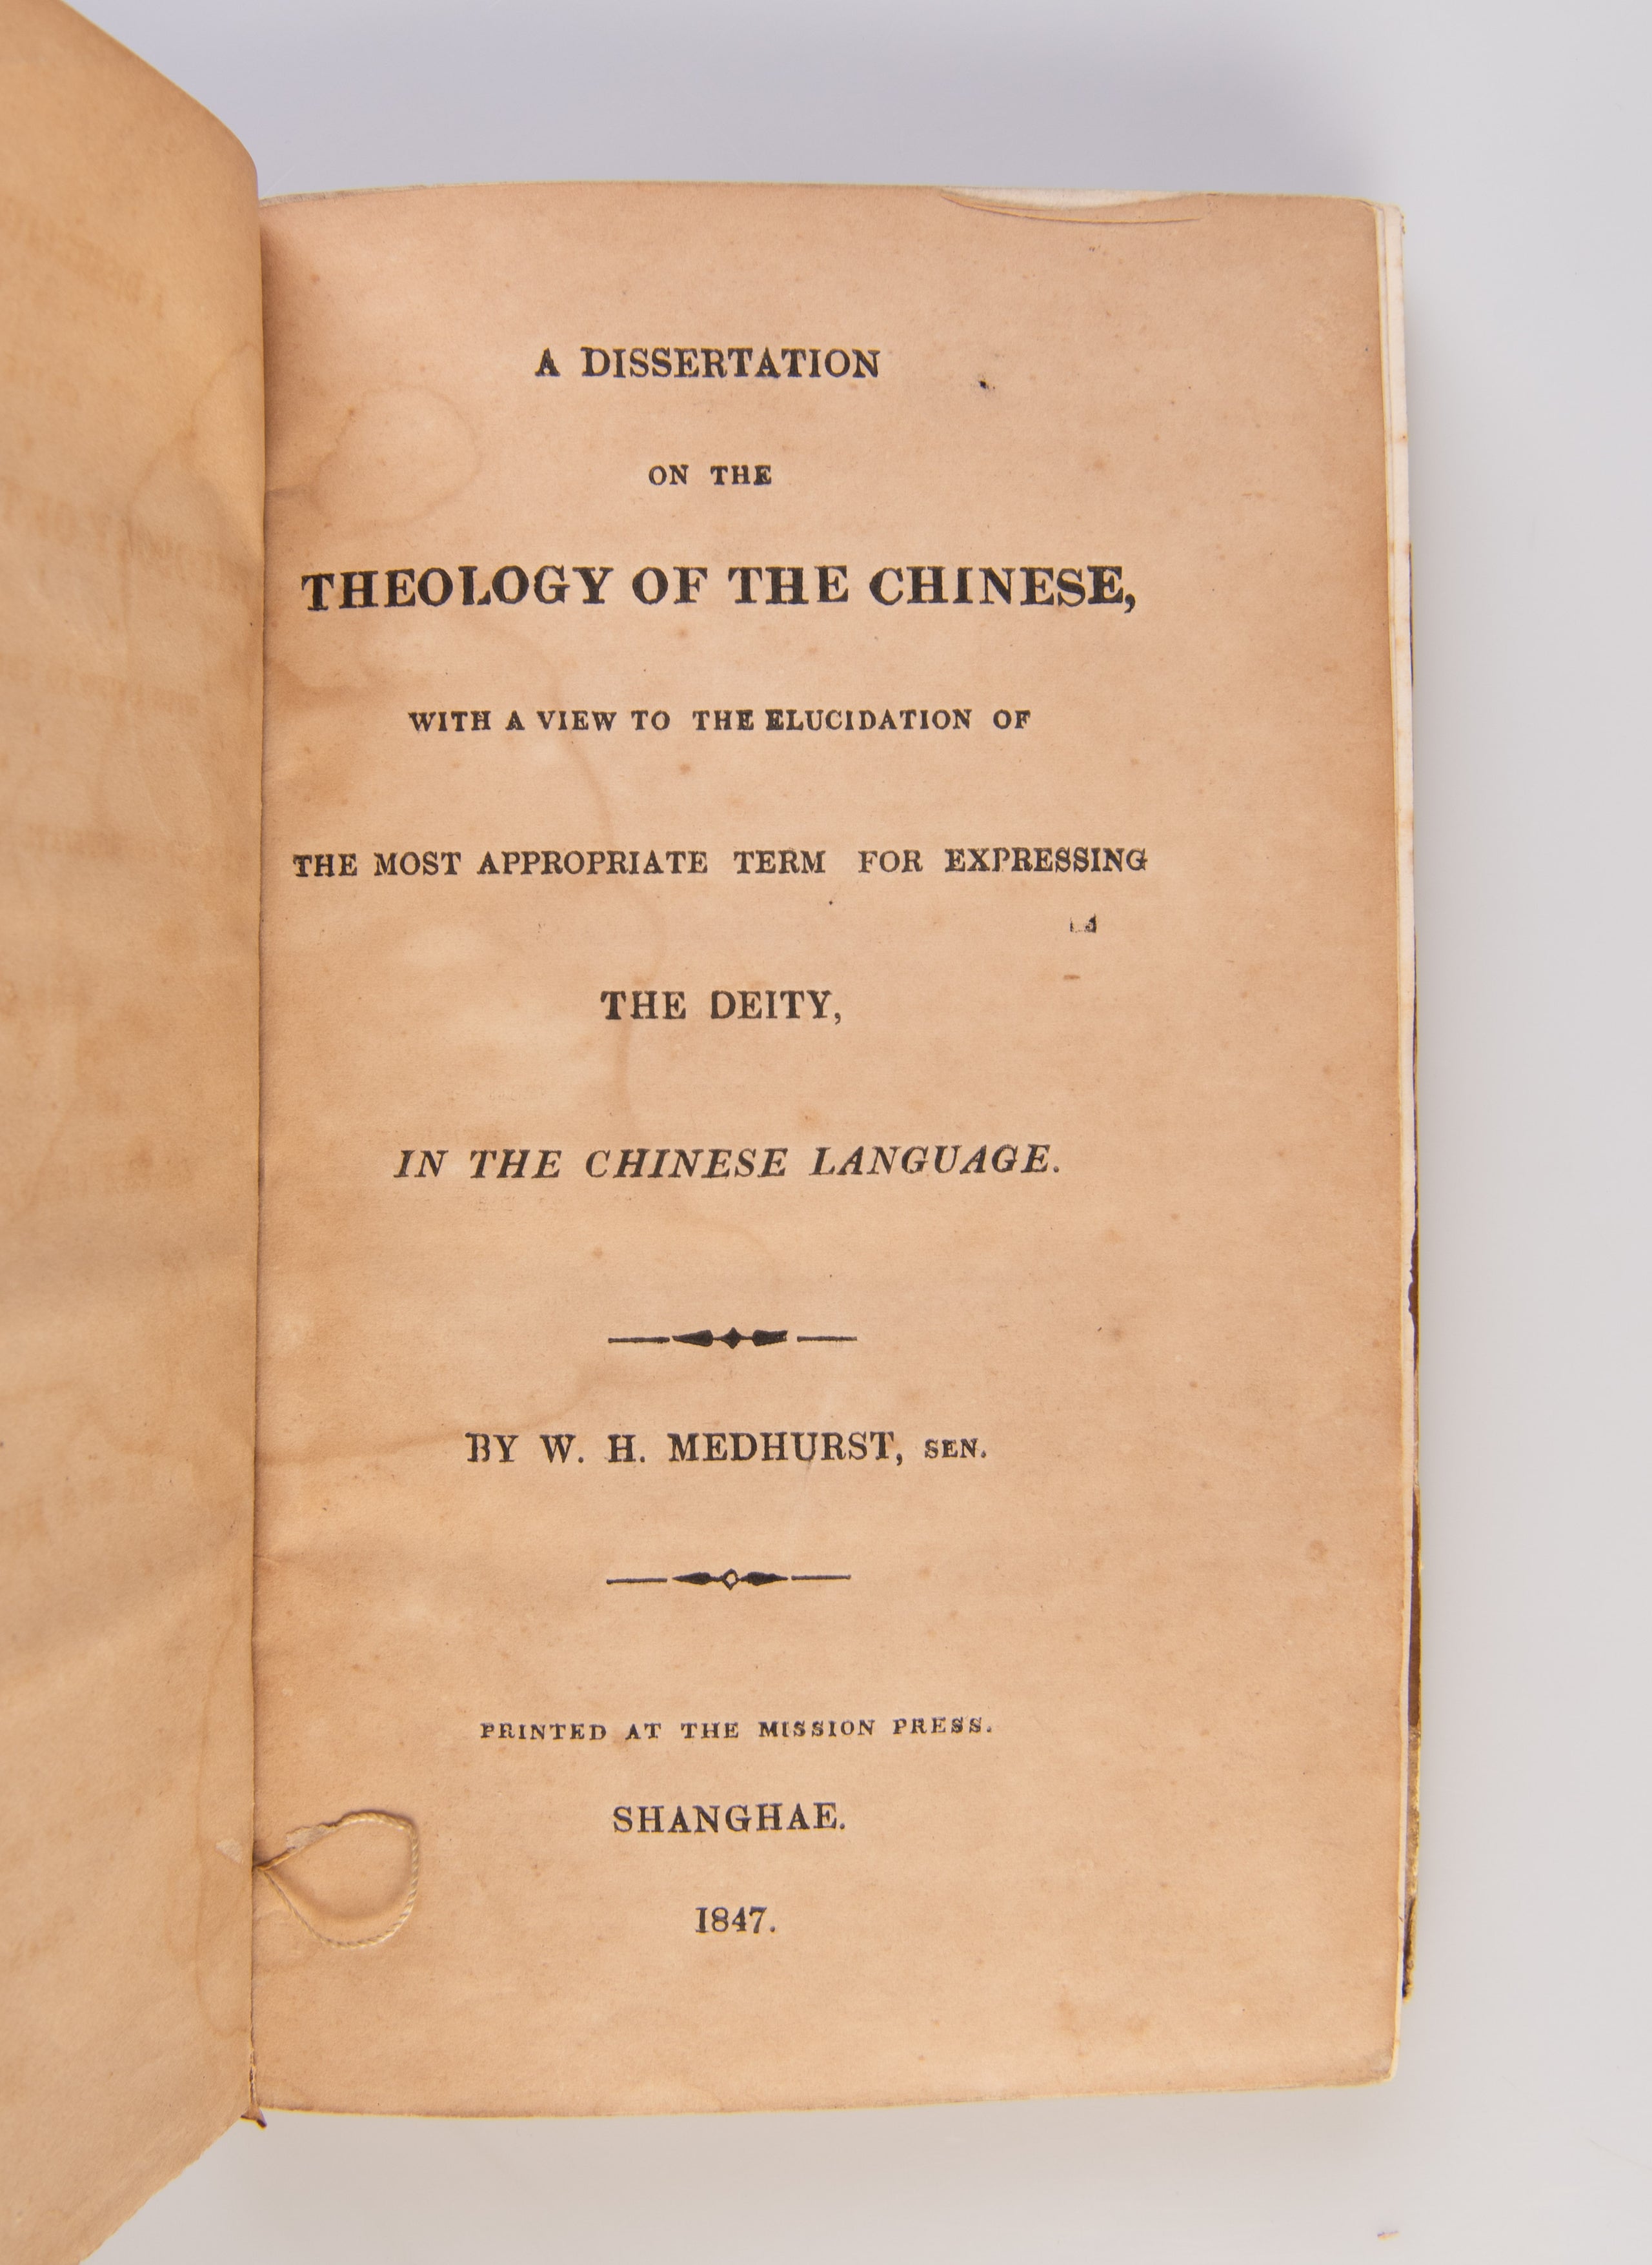 A DISSERTATION
ON THE
THEOLOGY OF THE CHINESE,
WITH A VIEW TO THE ELUCIDATION OF
THE MOST APPROPRIATE TERM FOR EXPRESSING
THE DEITY,
IN THE CHINESE LANGUAGE.
BY W. H. MEDHURST, SEN.
PRINTED AT THE MISSION PRESS.
SHANGHAE.
1847.